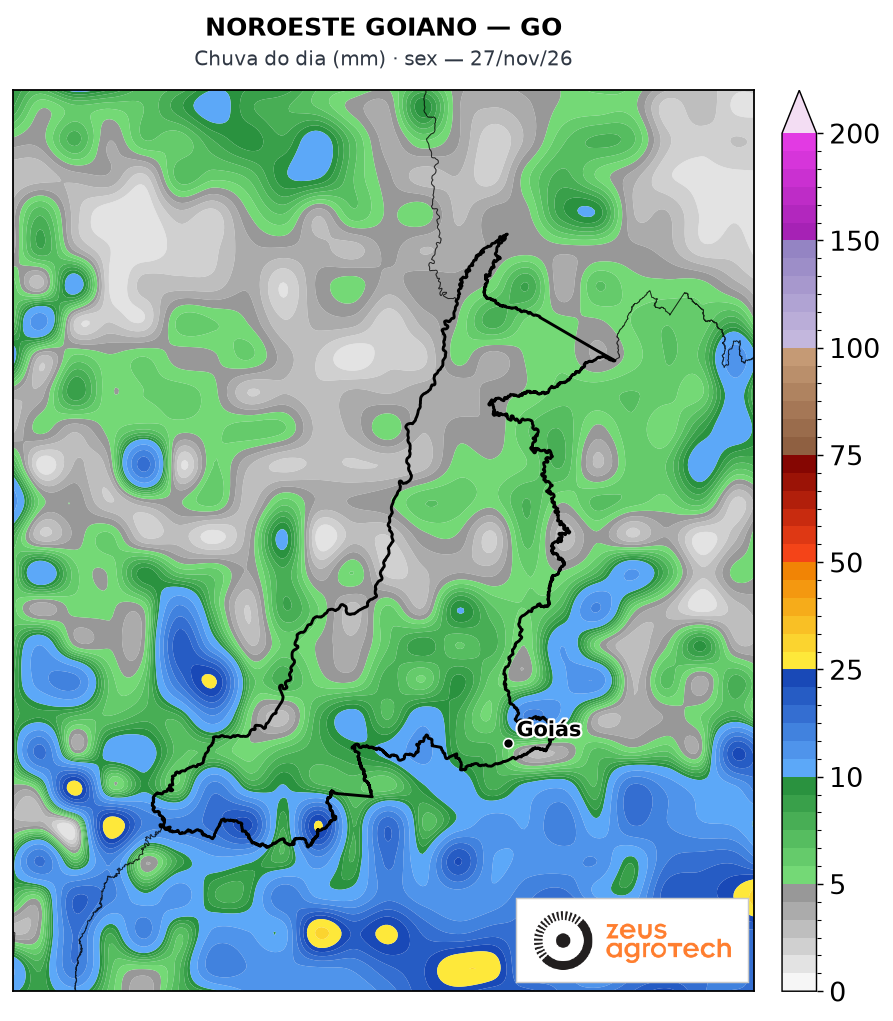 NOROESTE GOIANO — GO
Chuva do dia (mm) · sex — 27/nov/26
200
150
100
75
50
25
10
5
0
Goiás
zeus
agrotech